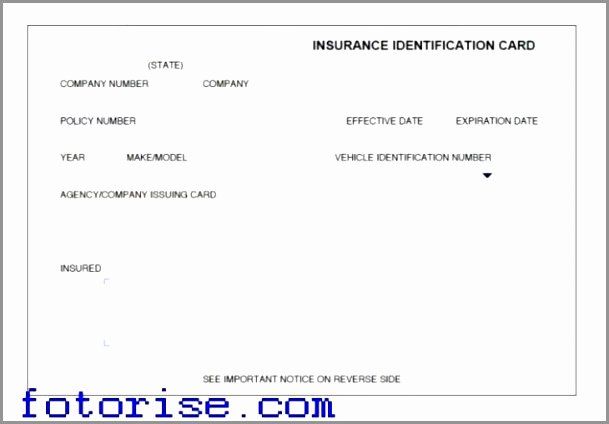 INSURANCE IDENTIFICATION CARD
(STATE)
COMPANY NUMBER COMPANY
POLICY NUMBER EFFECTIVE DATE EXPIRATION DATE
YEAR MAKE/MODEL VEHICLE IDENTIFICATION NUMBER
AGENCY/COMPANY ISSUING CARD
INSURED
SEE IMPORTANT NOTICE ON REVERSE SIDE
fotorise.com